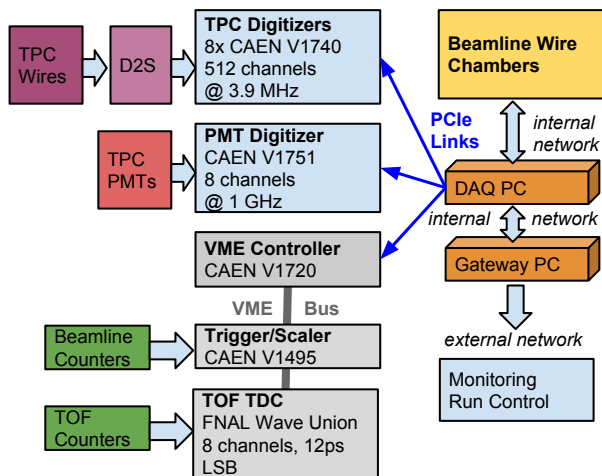 TPC
Wires
D2S
TPC Digitizers
8x CAEN V1740
512 channels
@ 3.9 MHz
Beamline Wire
Chambers
TPC
PMTs
PMT Digitizer
CAEN V1751
8 channels
@ 1 GHz
PCIe
Links
internal
network
DAQ PC
internal network
Gateway PC
VME Controller
CAEN V1720
VME Bus
external network
Beamline
Counters
Trigger/Scaler
CAEN V1495
Monitoring
Run Control
TOF
Counters
TOF TDC
FNAL Wave Union
8 channels, 12ps
LSB